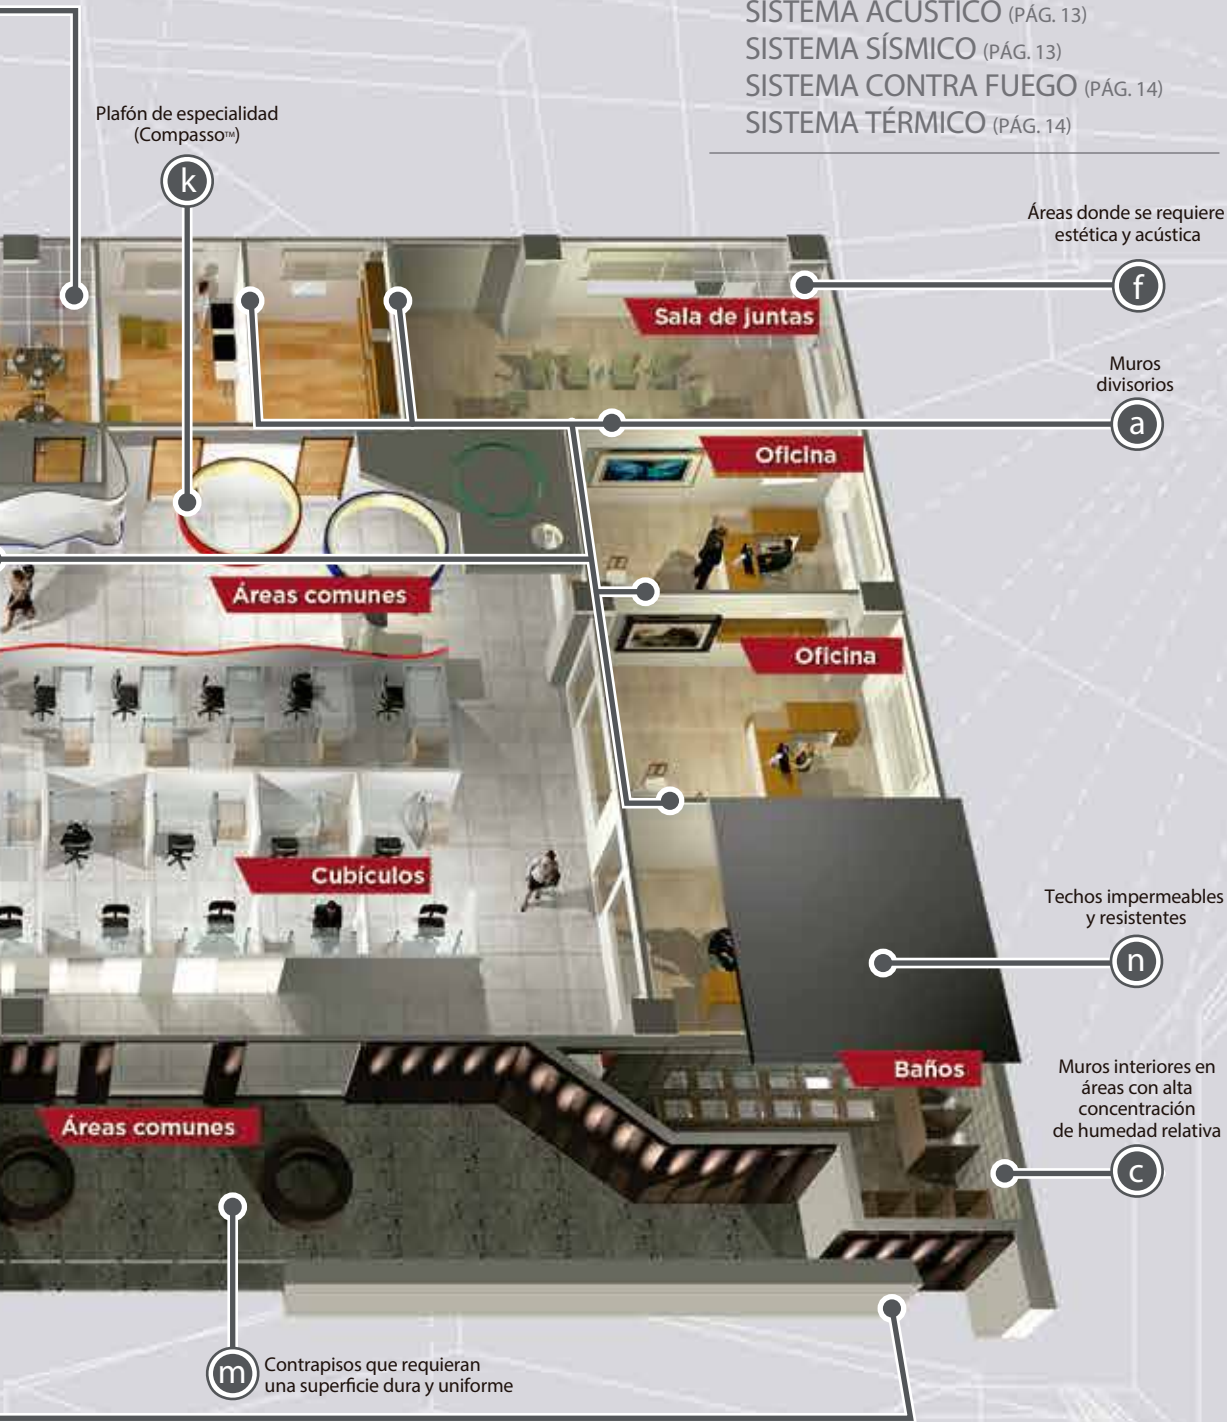 SISTEMA ACÚSTICO (PÁG. 13)
SISTEMA SÍSMICO (PÁG. 13)
SISTEMA CONTRA FUEGO (PÁG. 14)
SISTEMA TÉRMICO (PÁG. 14)
Plafón de especialidad
(Compasso™)
k
Áreas donde se requiere
estética y acústica
f
Sala de juntas
Muros
divisorios
a
Oficina
Áreas comunes
Oficina
Cubículos
Techos impermeables
y resistentes
n
Baños
Muros interiores en
áreas con alta
concentración
de humedad relativa
c
Áreas comunes
m
Contrapisos que requieran
una superficie dura y uniforme